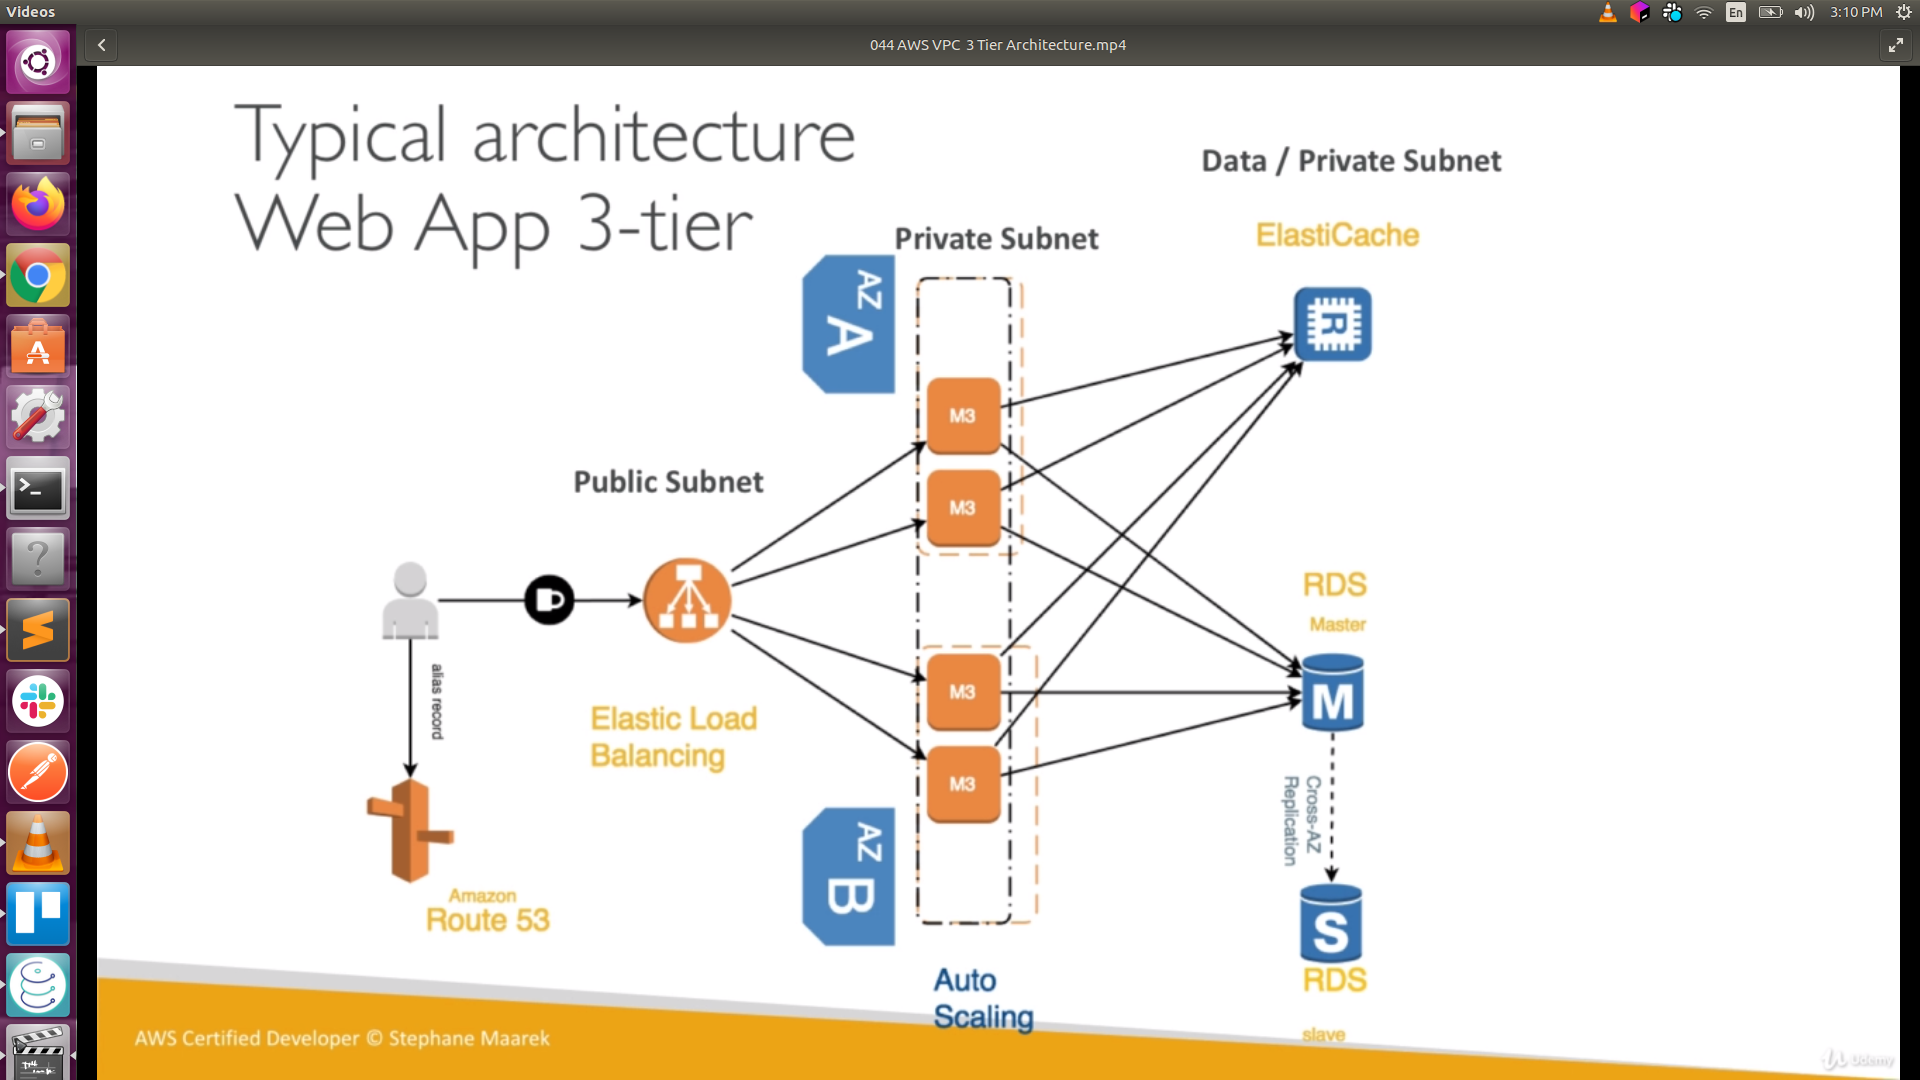 Videos
En
3:10 PM
044 AWS VPC 3 Tier Architecture.mp4
Typical architecture
Web App 3-tier
Data / Private Subnet
ElastiCache
Private Subnet
AZ
A
R
M3
M3
Public Subnet
RDS
Master
M3
M
alias record
Elastic Load
Balancing
M3
Cross-AZ
Replication
AZ
B
Amazon
Route 53
S
RDS
Auto
Scaling
slave
AWS Certified Developer © Stephane Maarek
Udemy